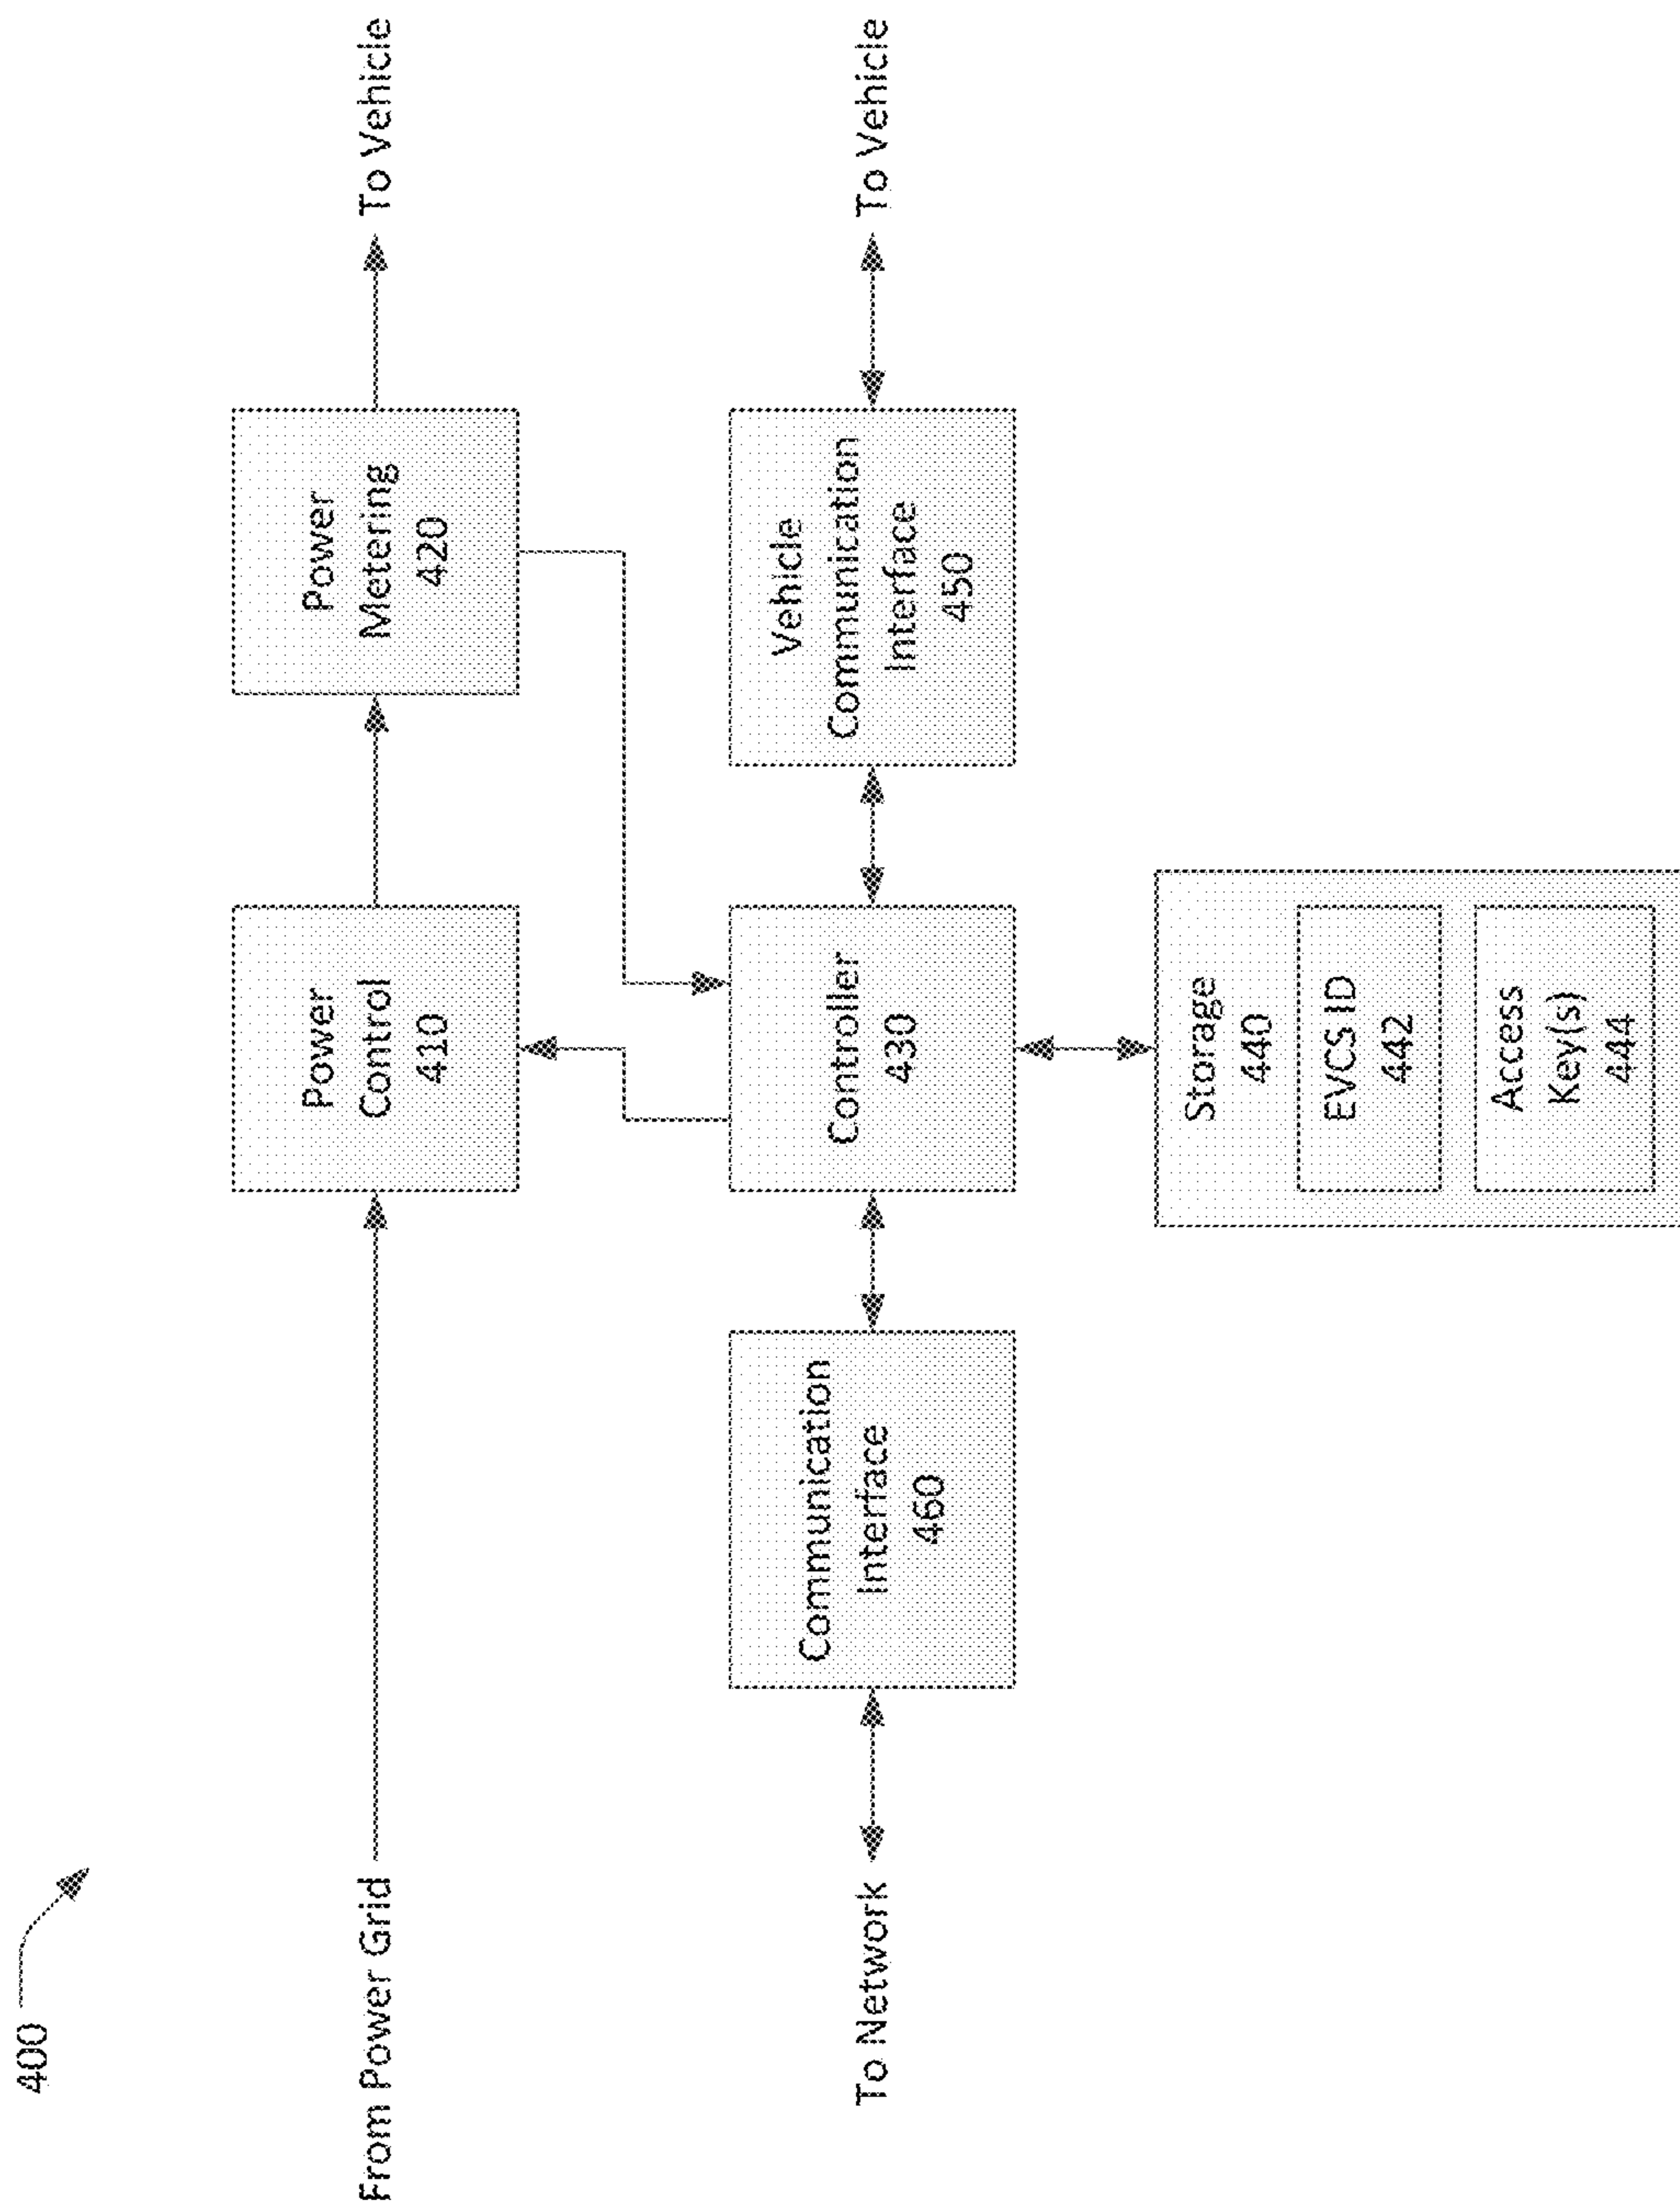 400
From Power Grid
Power
Control
410
Power
Metering
420
To Vehicle
To Network
Communication
Interface
460
Controller
430
Vehicle
Communication
Interface
450
To Vehicle
Storage
440
EVCS ID
442
Access
Key(s)
444